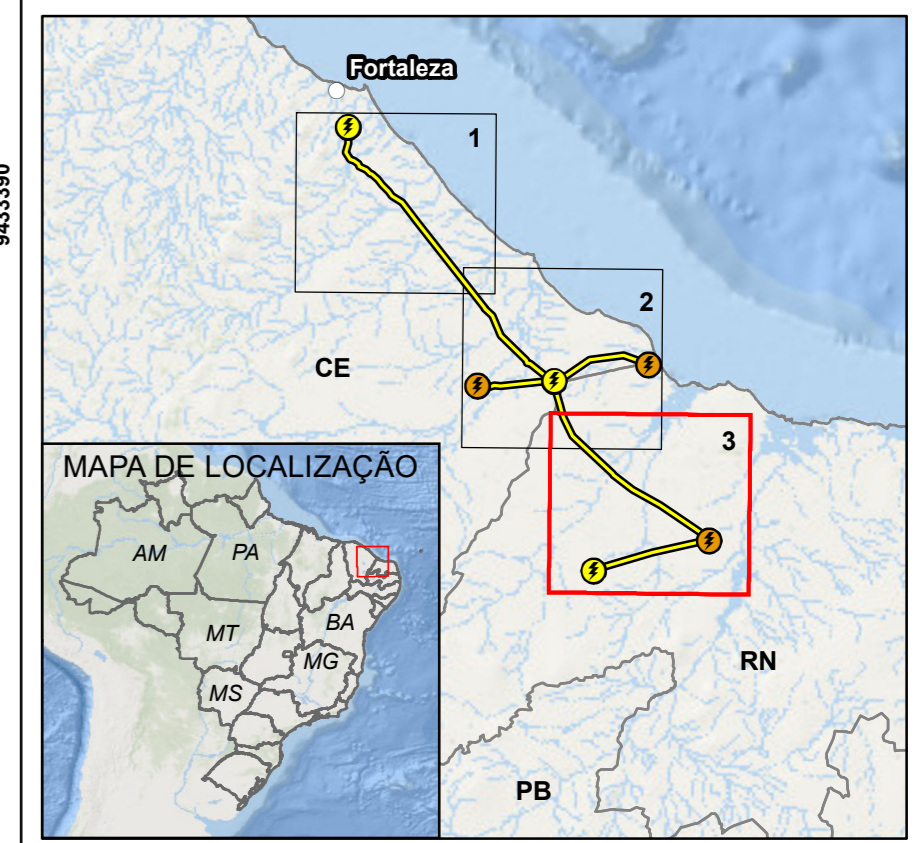 9433390
Fortaleza
1
2
CE
3
MAPA DE LOCALIZAÇÃO
AM
PA
MT
BA
MG
MS
RN
PB